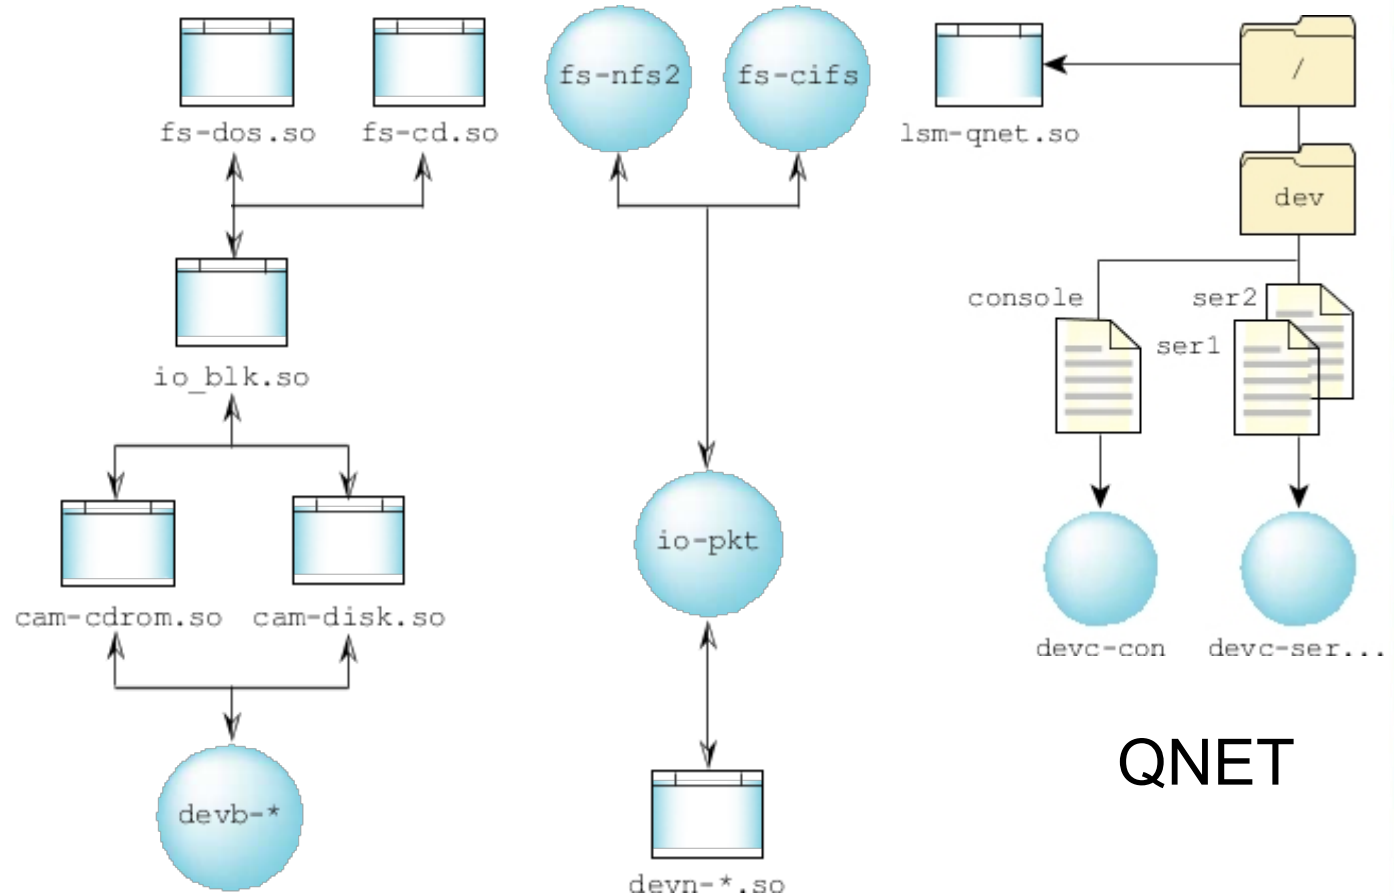 fs-dos.so
fs-cd.so
fs-nfs2
fs-cifs
lsm-qnet.so
/
dev
io_blk.so
console
ser2
ser1
cam-cdrom.so
cam-disk.so
io-pkt
devc-con
devc-ser...
QNET
devb-*
devn-*.so